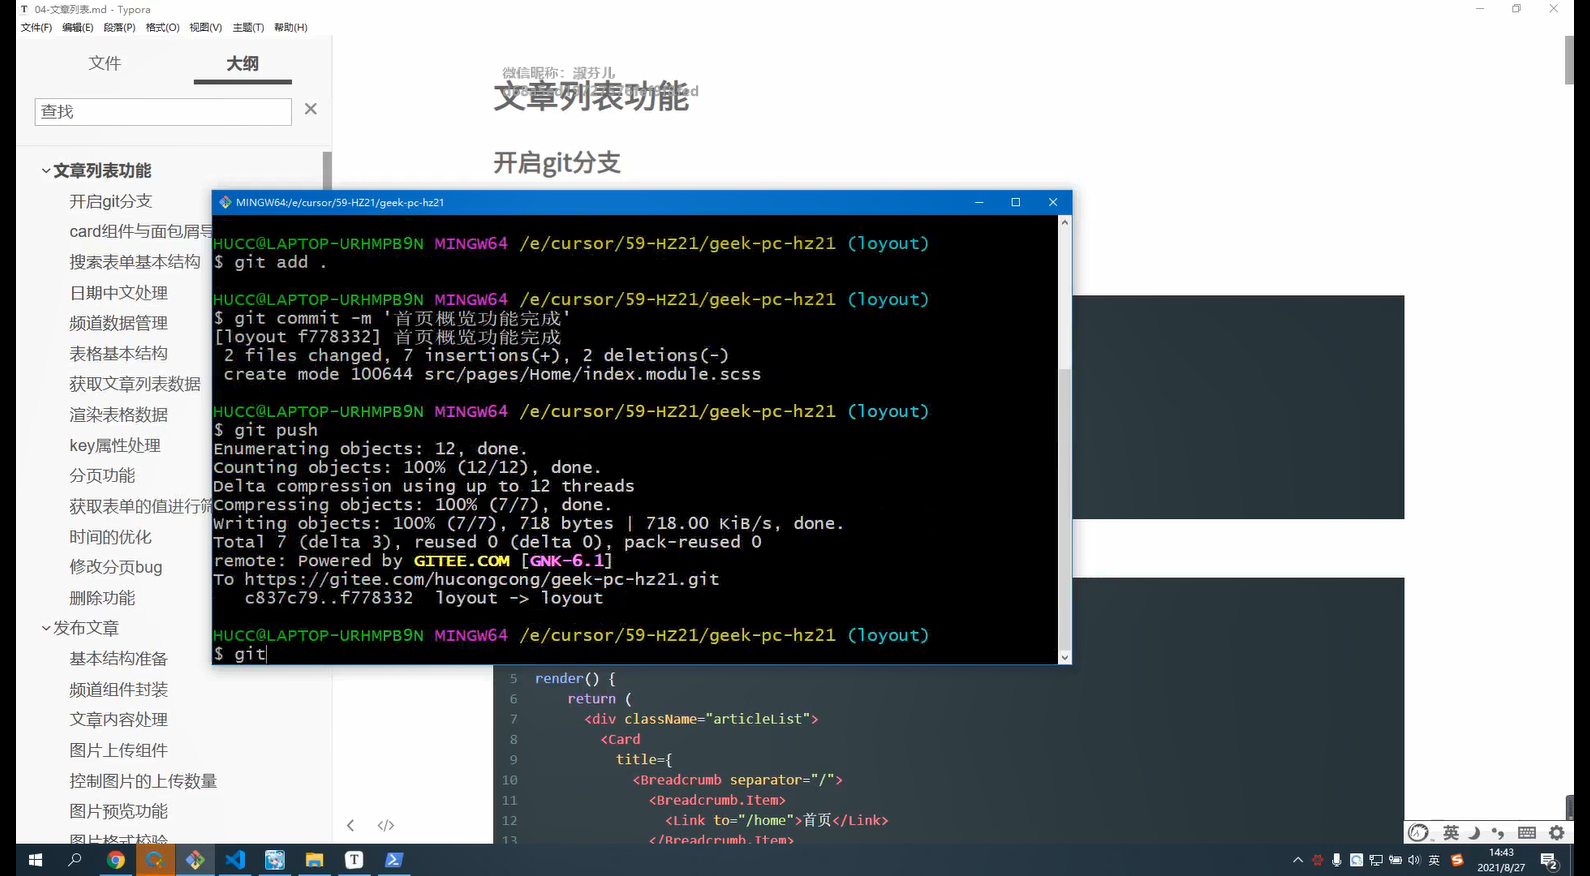 04-文章列表.md - Typora
文件(F) 编辑(E) 段落(P) 格式(O) 视图(V) 主题(T) 帮助(H)
文件
大纲
查找
文章列表功能
开启git分支
card组件与面包屑导
搜索表单基本结构
日期中文处理
频道数据管理
表格基本结构
获取文章列表数据
渲染表格数据
key属性处理
分页功能
获取表单的值进行筛
时间的优化
修改分页bug
删除功能
发布文章
基本结构准备
频道组件封装
文章内容处理
图片上传组件
控制图片的上传数量
图片预览功能
图片格式校验
微信昵称：淑芬儿
文章列表功能
开启git分支
MINGW64:/e/cursor/59-HZ21/geek-pc-hz21
HUCC@LAPTOP-URHMPB9N MINGW64 /e/cursor/59-HZ21/geek-pc-hz21 (loyout)
$ git add .
HUCC@LAPTOP-URHMPB9N MINGW64 /e/cursor/59-HZ21/geek-pc-hz21 (loyout)
$ git commit -m '首页概览功能完成'
[loyout f778332] 首页概览功能完成
2 files changed, 7 insertions(+), 2 deletions(-)
create mode 100644 src/pages/Home/index.module.scss
HUCC@LAPTOP-URHMPB9N MINGW64 /e/cursor/59-HZ21/geek-pc-hz21 (loyout)
$ git push
Enumerating objects: 12, done.
Counting objects: 100% (12/12), done.
Delta compression using up to 12 threads
Compressing objects: 100% (7/7), done.
Writing objects: 100% (7/7), 718 bytes | 718.00 KiB/s, done.
Total 7 (delta 3), reused 0 (delta 0), pack-reused 0
remote: Powered by GITEE.COM [GNK-6.1]
To https://gitee.com/hucongcong/geek-pc-hz21.git
c837c79..f778332 loyout -> loyout
HUCC@LAPTOP-URHMPB9N MINGW64 /e/cursor/59-HZ21/geek-pc-hz21 (loyout)
$ git
5 render() {
6 return (
7 <div className="articleList">
8 <Card
9 title={
10 <Breadcrumb separator="/">
11 <Breadcrumb.Item>
12 <Link to="/home">首页</Link>
13 </Breadcrumb.Item>
英
英
14:43
2021/8/27
2